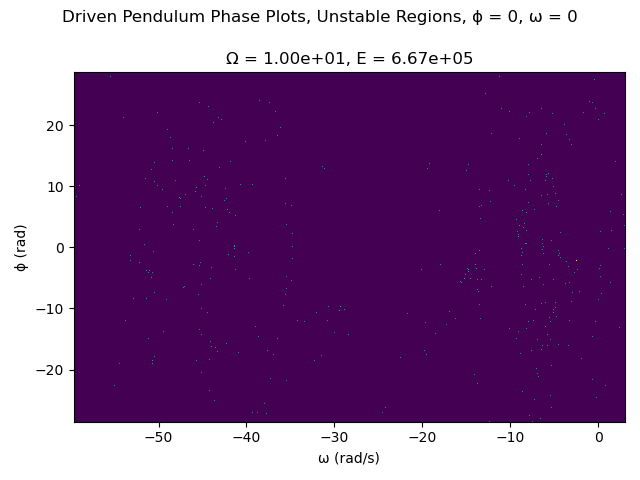 Driven Pendulum Phase Plots, Unstable Regions, ϕ = 0, ω = 0
Ω = 1.00e+01, E = 6.67e+05
20
10
0
−10
−20
ϕ (rad)
−50
−40
−30
−20
−10
0
ω (rad/s)